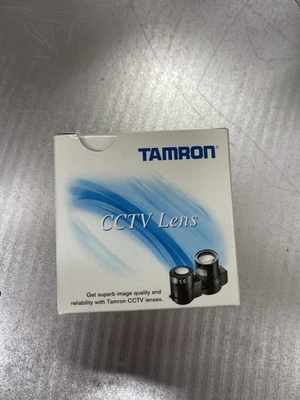 TAMRON®
CCTV Lens
Get superb image quality and
reliability with Tamron CCTV lenses.